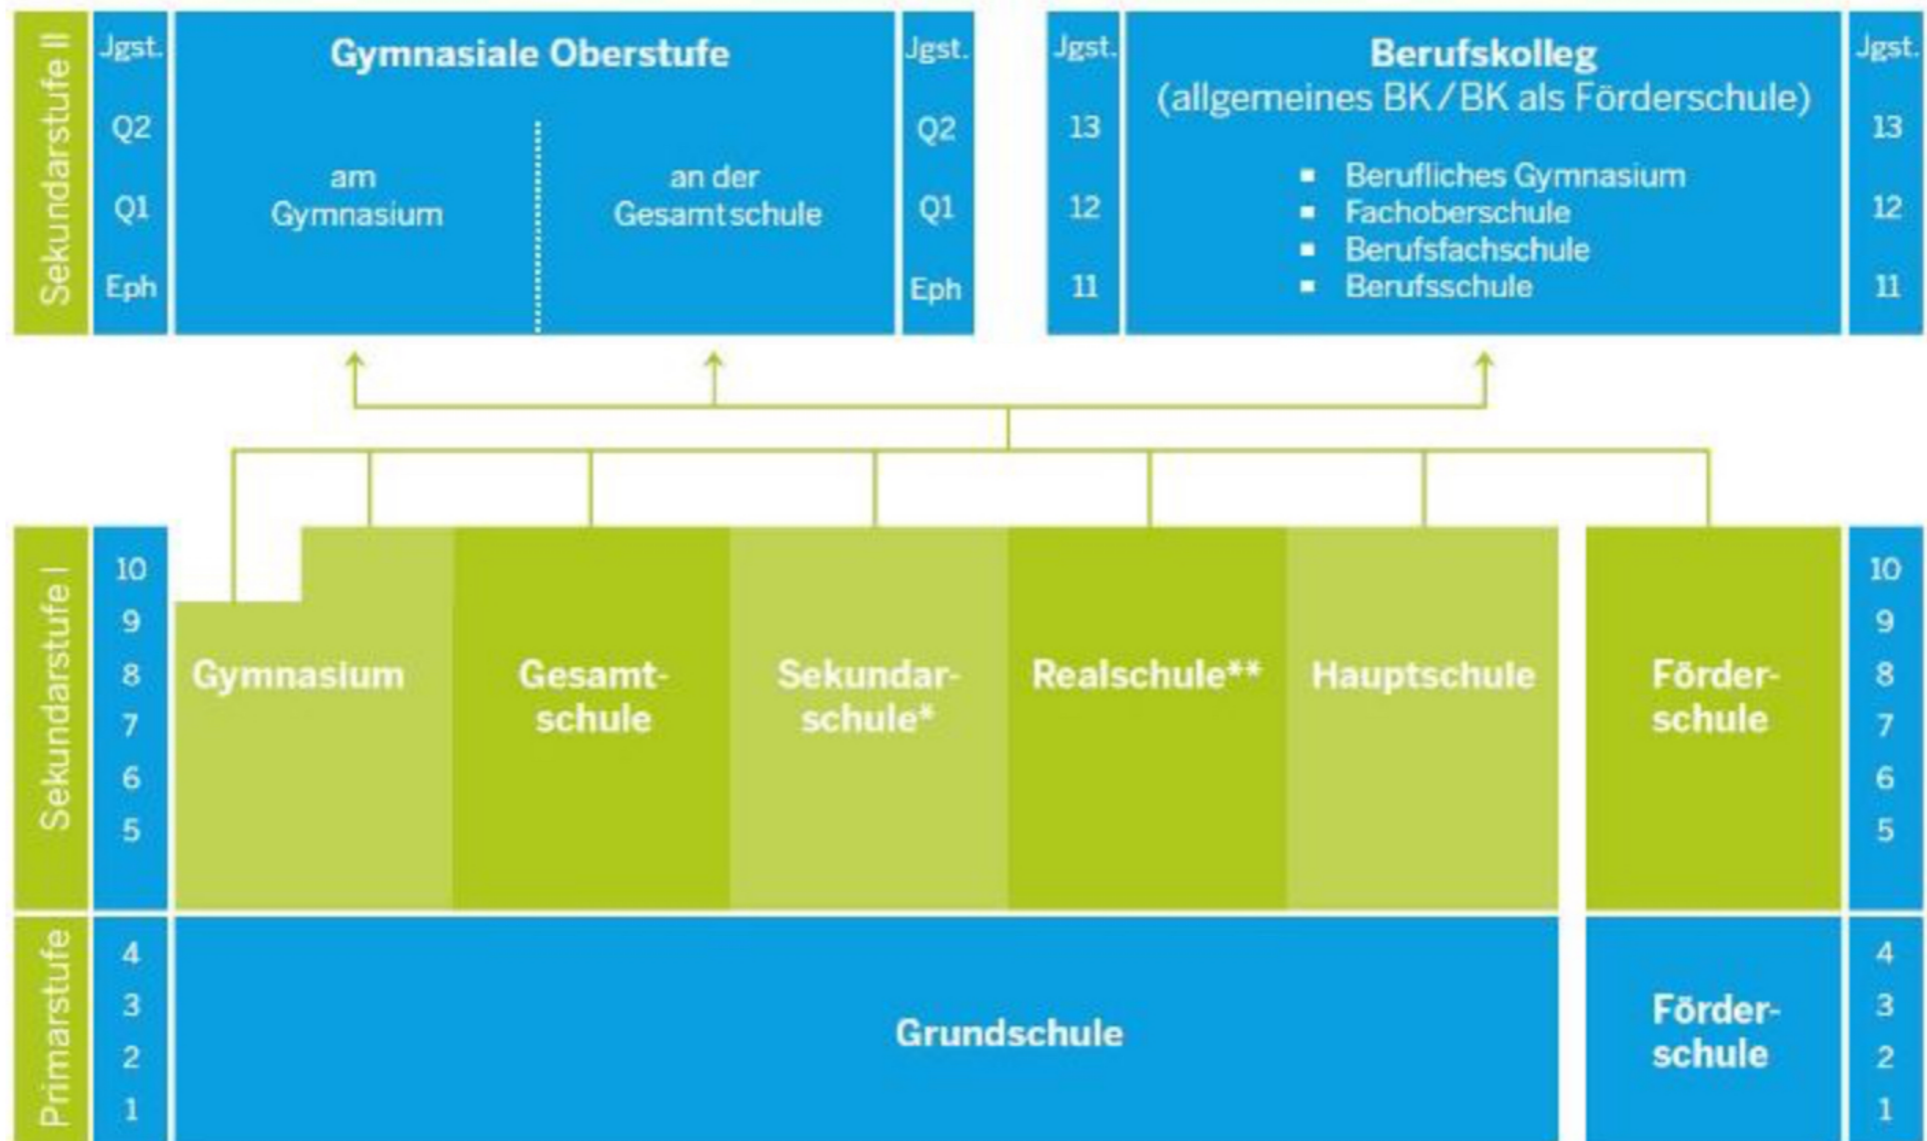 Sekundarstufe II
Jgst.
Q2
Q1
Eph
Gymnasiale Oberstufe
am
Gymnasium
an der
Gesamtschule
Jgst.
Q2
Q1
Eph
Jgst.
13
12
11
Berufskolleg
(allgemeines BK/BK als Förderschule)
▪ Berufliches Gymnasium
▪ Fachoberschule
▪ Berufsfachschule
▪ Berufsschule
Jgst.
13
12
11
Sekundarstufe I
10
9
8
7
6
5
Gymnasium
Gesamt-
schule
Sekundar-
schule*
Realschule**
Hauptschule
Förder-
schule
10
9
8
7
6
5
Primarstufe
4
3
2
1
Grundschule
Förder-
schule
4
3
2
1